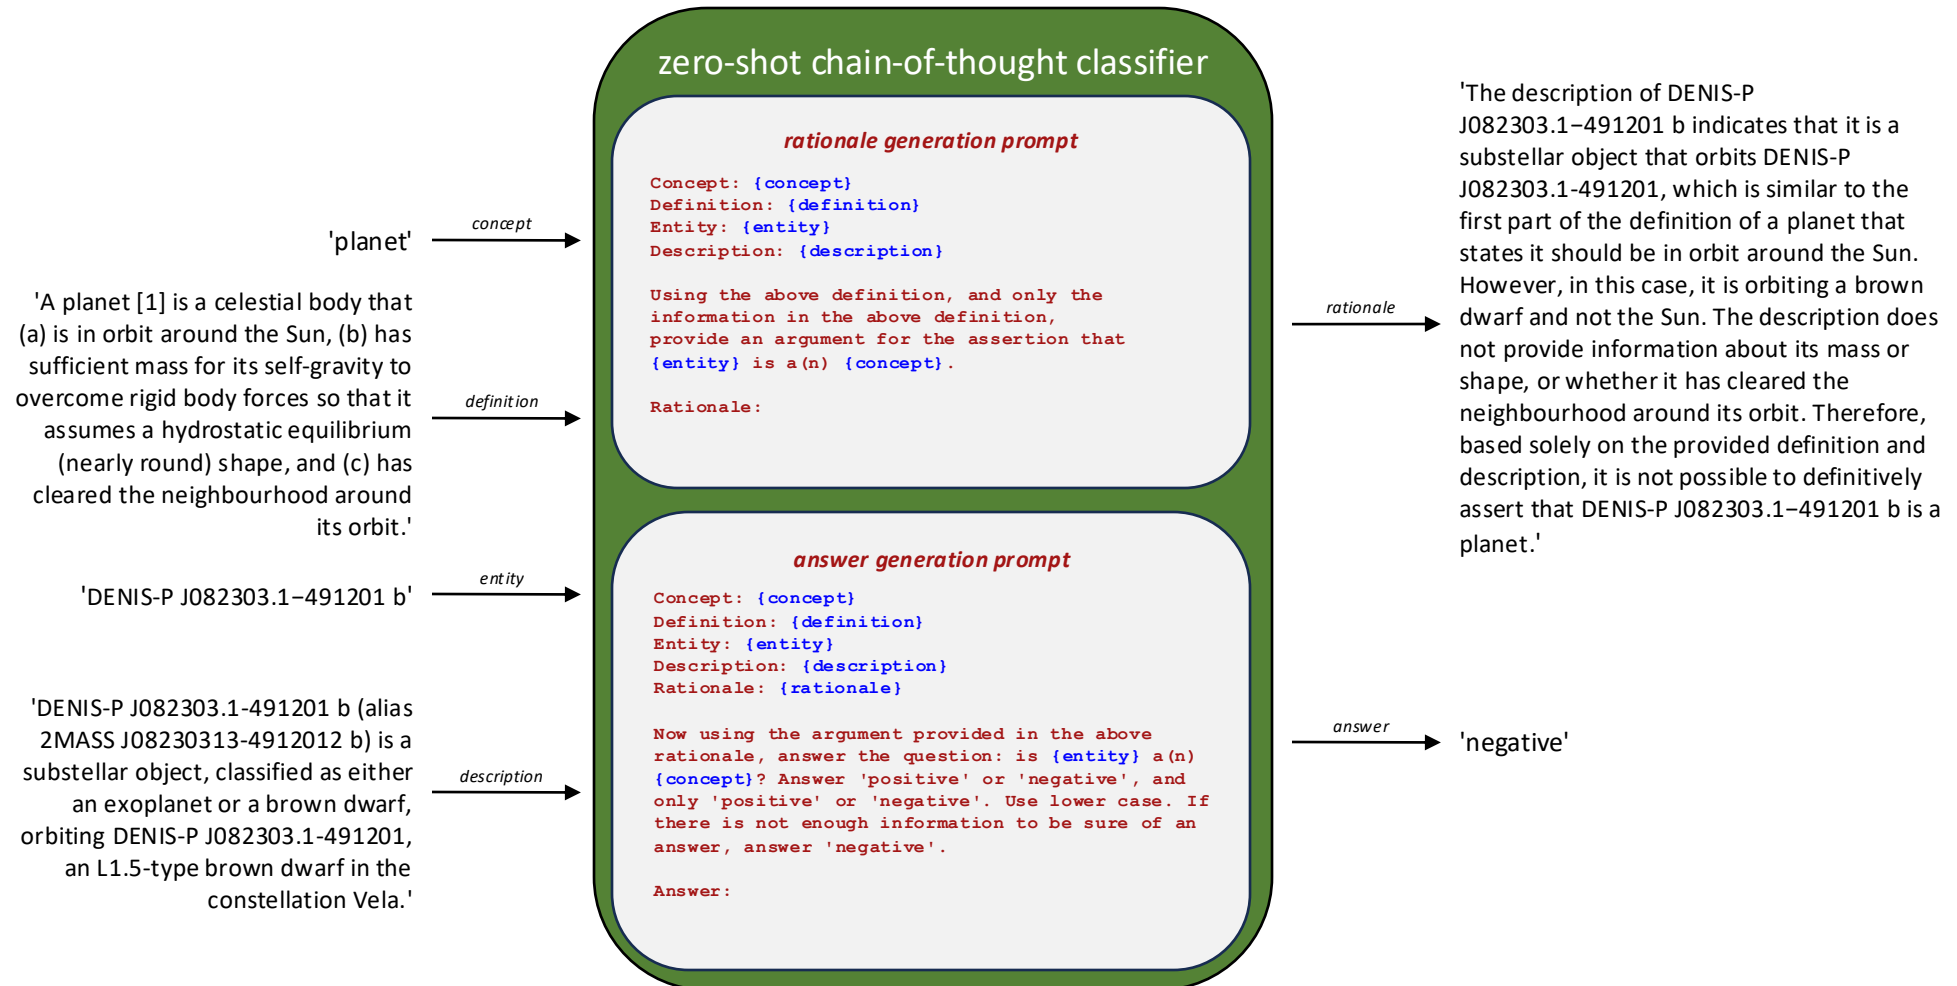 zero-shot chain-of-thought classifier
'planet'
concept
'A planet [1] is a celestial body that
(a) is in orbit around the Sun, (b) has
sufficient mass for its self-gravity to
overcome rigid body forces so that it
assumes a hydrostatic equilibrium
(nearly round) shape, and (c) has
cleared the neighbourhood around
its orbit.'
definition
'DENIS-P J082303.1−491201 b'
entity
'DENIS-P J082303.1-491201 b (alias
2MASS J08230313-4912012 b) is a
substellar object, classified as either
an exoplanet or a brown dwarf,
orbiting DENIS-P J082303.1-491201,
an L1.5-type brown dwarf in the
constellation Vela.'
description
rationale generation prompt
Concept: {concept}
Definition: {definition}
Entity: {entity}
Description: {description}
Using the above definition, and only the
information in the above definition,
provide an argument for the assertion that
{entity} is a(n) {concept}.
Rationale:
answer generation prompt
Concept: {concept}
Definition: {definition}
Entity: {entity}
Description: {description}
Rationale: {rationale}
Now using the argument provided in the above
rationale, answer the question: is {entity} a(n)
{concept}? Answer 'positive' or 'negative', and
only 'positive' or 'negative'. Use lower case. If
there is not enough information to be sure of an
answer, answer 'negative'.
Answer:
rationale
'The description of DENIS-P
J082303.1−491201 b indicates that it is a
substellar object that orbits DENIS-P
J082303.1-491201, which is similar to the
first part of the definition of a planet that
states it should be in orbit around the Sun.
However, in this case, it is orbiting a brown
dwarf and not the Sun. The description does
not provide information about its mass or
shape, or whether it has cleared the
neighbourhood around its orbit. Therefore,
based solely on the provided definition and
description, it is not possible to definitively
assert that DENIS-P J082303.1−491201 b is a
planet.'
answer
'negative'